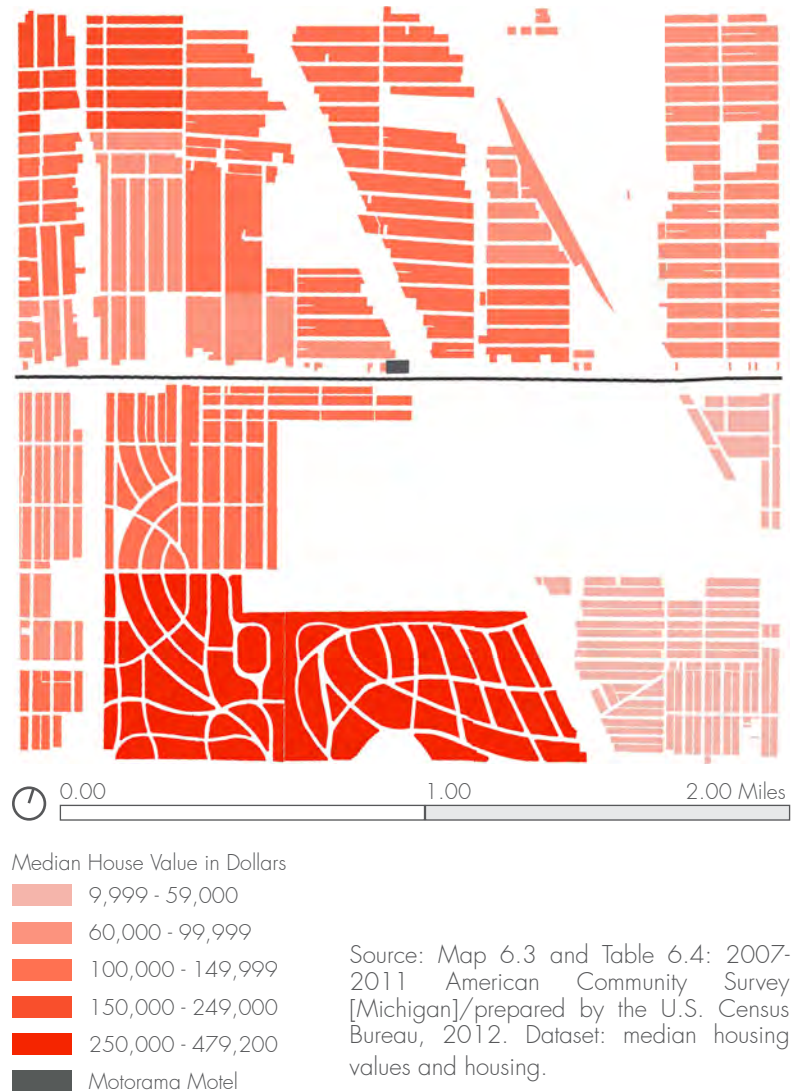 0.00 1.00 2.00 Miles
Median House Value in Dollars
9,999 - 59,000
60,000 - 99,999
100,000 - 149,999
150,000 - 249,000
250,000 - 479,200
Motorama Motel
Source: Map 6.3 and Table 6.4: 2007-
2011 American Community Survey
[Michigan]/prepared by the U.S. Census
Bureau, 2012. Dataset: median housing
values and housing.